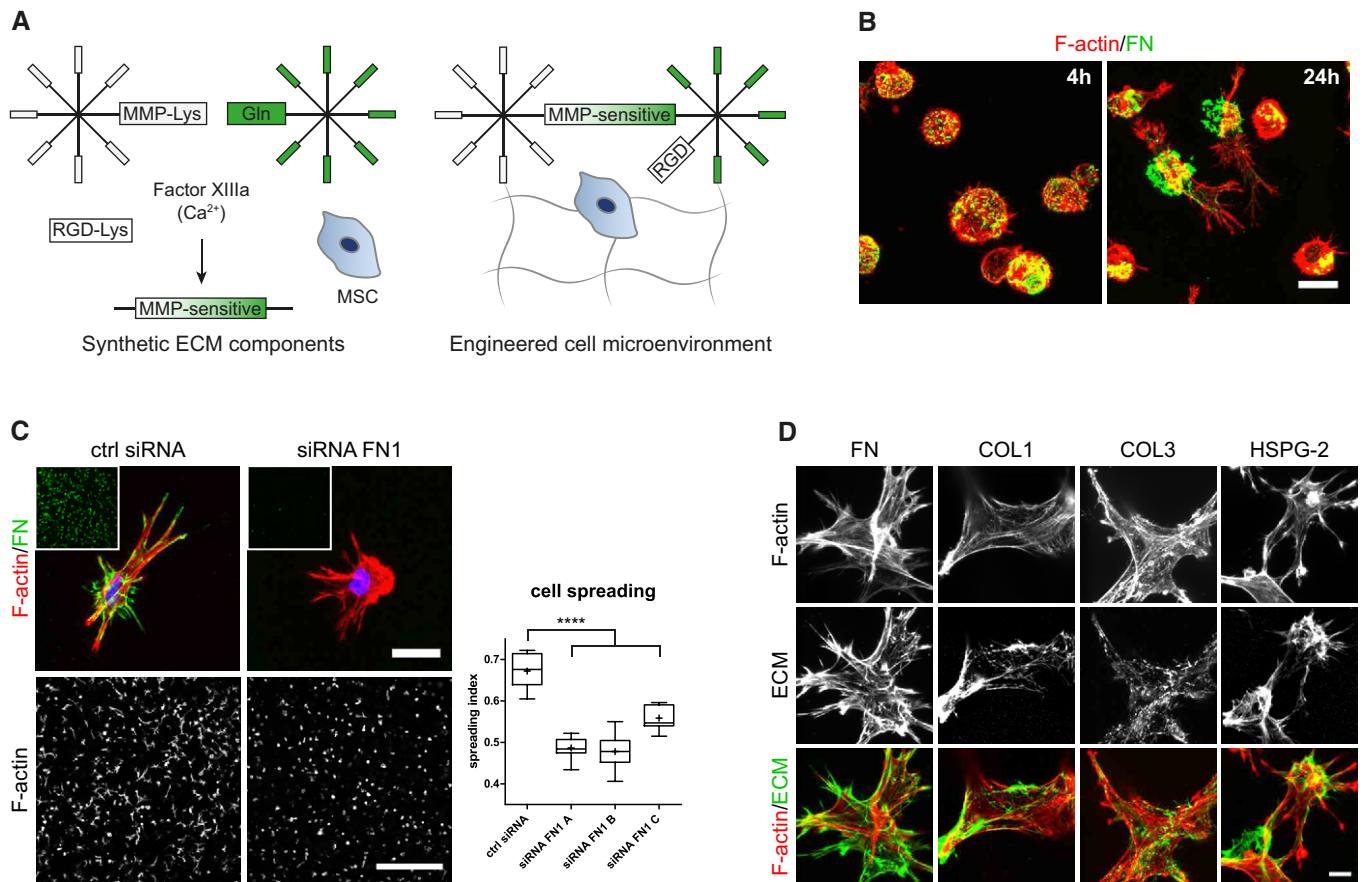 A
MMP-Lys
Gln
Factor XIIIa
(Ca²⁺)
RGD-Lys
MSC
MMP-sensitive
Synthetic ECM components
MMP-sensitive
RGD
Engineered cell microenvironment
B
F-actin/FN
4h
24h
C
ctrl siRNA
siRNA FN1
F-actin/FN
F-actin
cell spreading
****
spreading index
0.7
0.6
0.5
0.4
ctrl siRNA
siRNA FN1 A
siRNA FN1 B
siRNA FN1 C
D
FN
COL1
COL3
HSPG-2
F-actin
ECM
F-actin/ECM